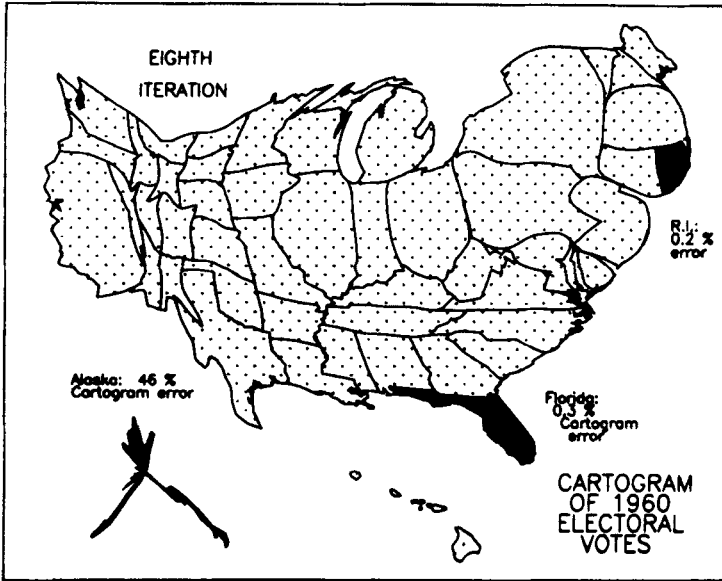 EIGHTH
ITERATION
R.I.:
0.2 %
error
Alaska: 46 %
Cartogram error
Florida:
0.3 %
Cartogram
error
CARTOGRAM
OF 1960
ELECTORAL
VOTES